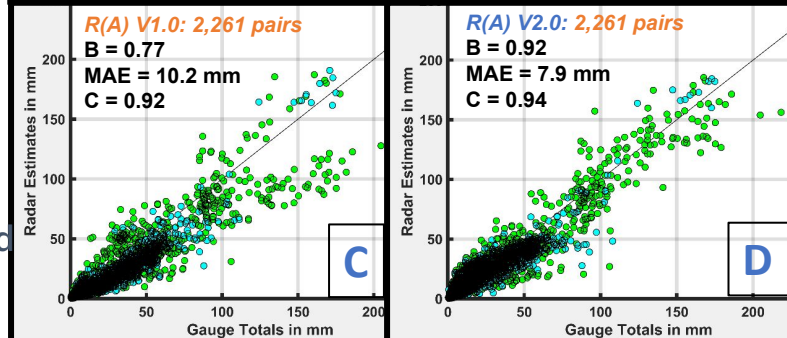 R(A) V1.0: 2,261 pairs
B = 0.77
MAE = 10.2 mm
C = 0.92
200
150
100
50
0
Radar Estimates in mm
0 50 100 150 200
Gauge Totals in mm
C
d
R(A) V2.0: 2,261 pairs
B = 0.92
MAE = 7.9 mm
C = 0.94
200
150
100
50
0
Radar Estimates in mm
0 50 100 150 200
Gauge Totals in mm
D